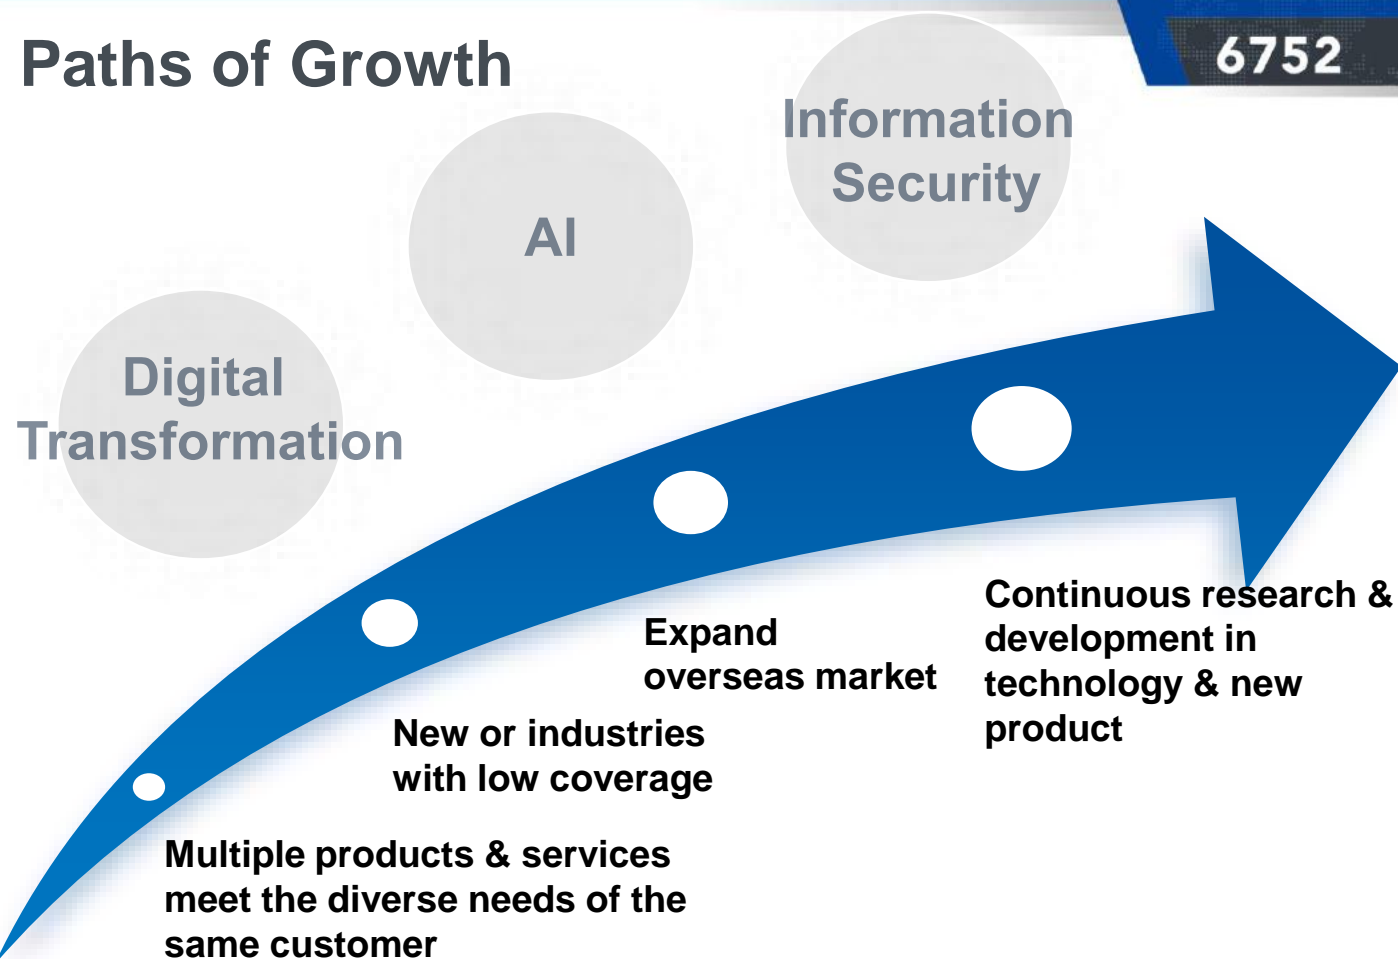 Paths of Growth
6752
Information
Security
AI
Digital
Transformation
Continuous research &
development in
technology & new
product
Expand
overseas market
New or industries
with low coverage
Multiple products & services
meet the diverse needs of the
same customer